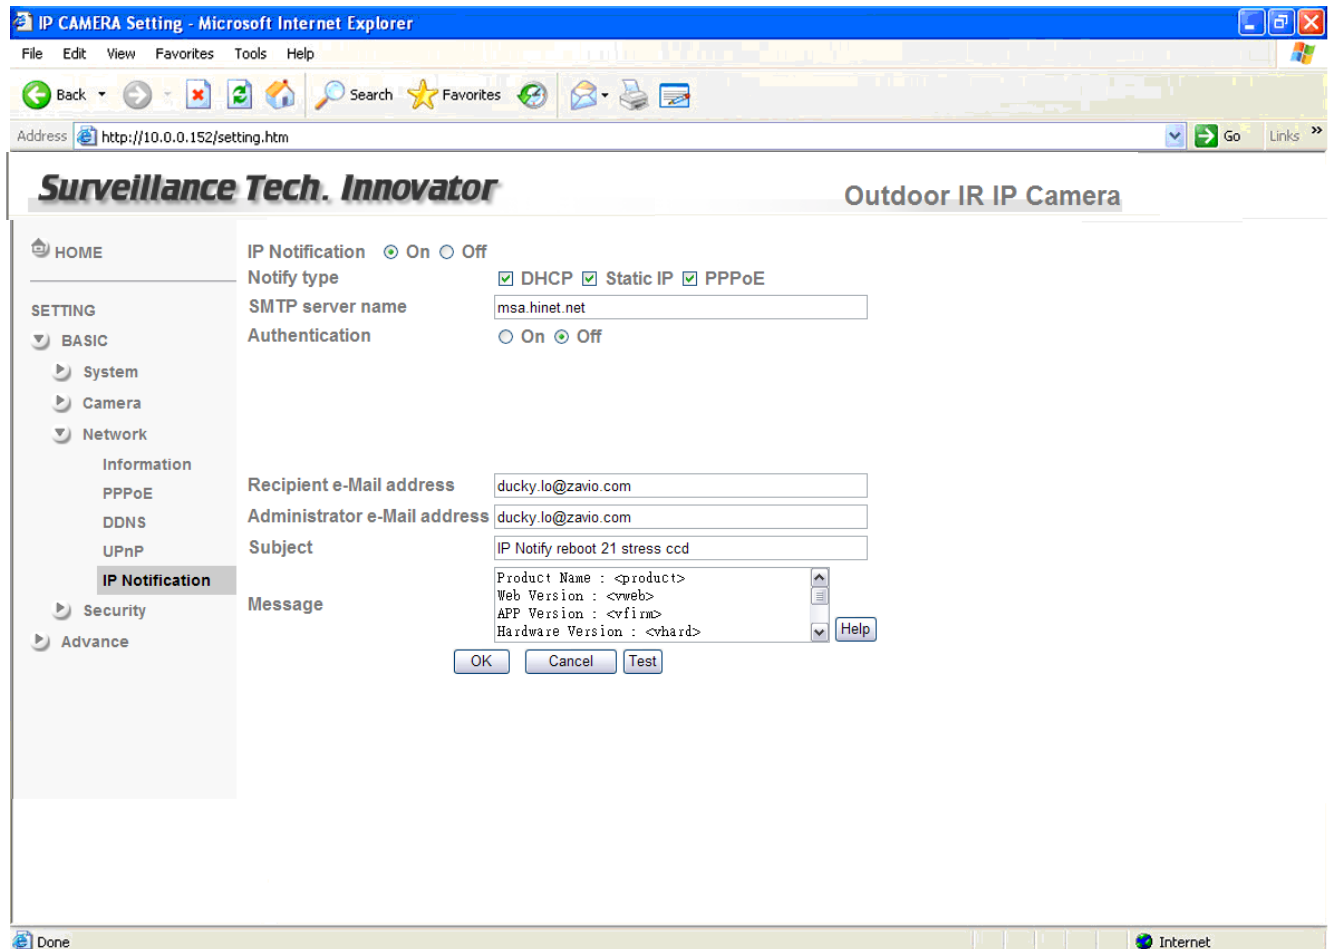 IP CAMERA Setting - Microsoft Internet Explorer
File Edit View Favorites Tools Help
Back Search Favorites
Address http://10.0.0.152/setting.htm Go Links »
Surveillance Tech. Innovator
Outdoor IR IP Camera
HOME
SETTING
BASIC
System
Camera
Network
Information
PPPoE
DDNS
UPnP
IP Notification
Security
Advance
IP Notification On Off
Notify type DHCP Static IP PPPoE
SMTP server name msa.hinet.net
Authentication On Off
Recipient e-Mail address ducky.lo@zavio.com
Administrator e-Mail address ducky.lo@zavio.com
Subject IP Notify reboot 21 stress ccd
Message
Product Name : <product>
Web Version : <vweb>
APP Version : <vfirm>
Hardware Version : <vhard>
Help
OK Cancel Test
Done Internet